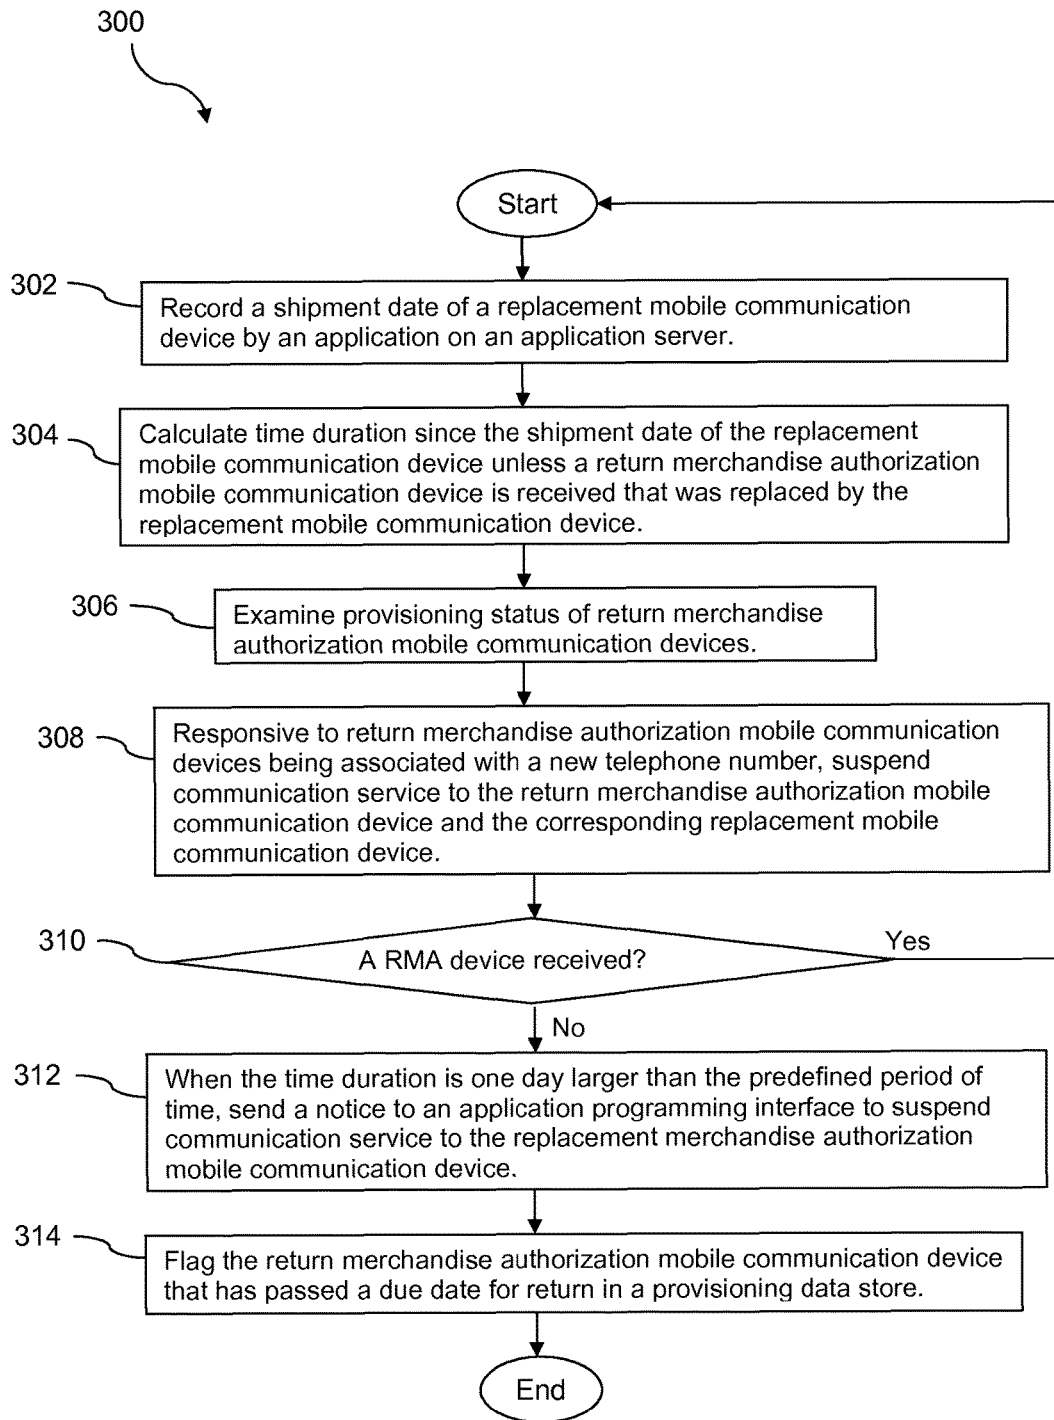 300
Start
302
Record a shipment date of a replacement mobile communication
device by an application on an application server.
304
Calculate time duration since the shipment date of the replacement
mobile communication device unless a return merchandise authorization
mobile communication device is received that was replaced by the
replacement mobile communication device.
306
Examine provisioning status of return merchandise
authorization mobile communication devices.
308
Responsive to return merchandise authorization mobile communication
devices being associated with a new telephone number, suspend
communication service to the return merchandise authorization mobile
communication device and the corresponding replacement mobile
communication device.
310
A RMA device received?
Yes
No
312
When the time duration is one day larger than the predefined period of
time, send a notice to an application programming interface to suspend
communication service to the replacement merchandise authorization
mobile communication device.
314
Flag the return merchandise authorization mobile communication device
that has passed a due date for return in a provisioning data store.
End